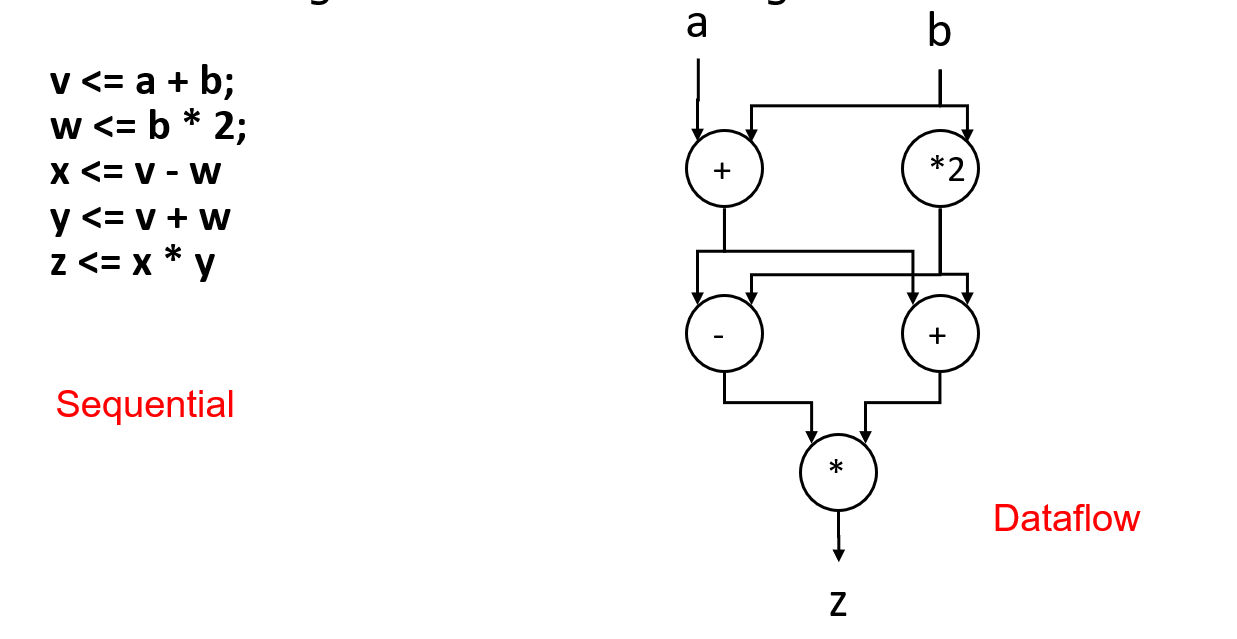 a
b
v <= a + b;
w <= b * 2;
x <= v - w
y <= v + w
z <= x * y
+
*2
-
+
Sequential
*
Dataflow
z